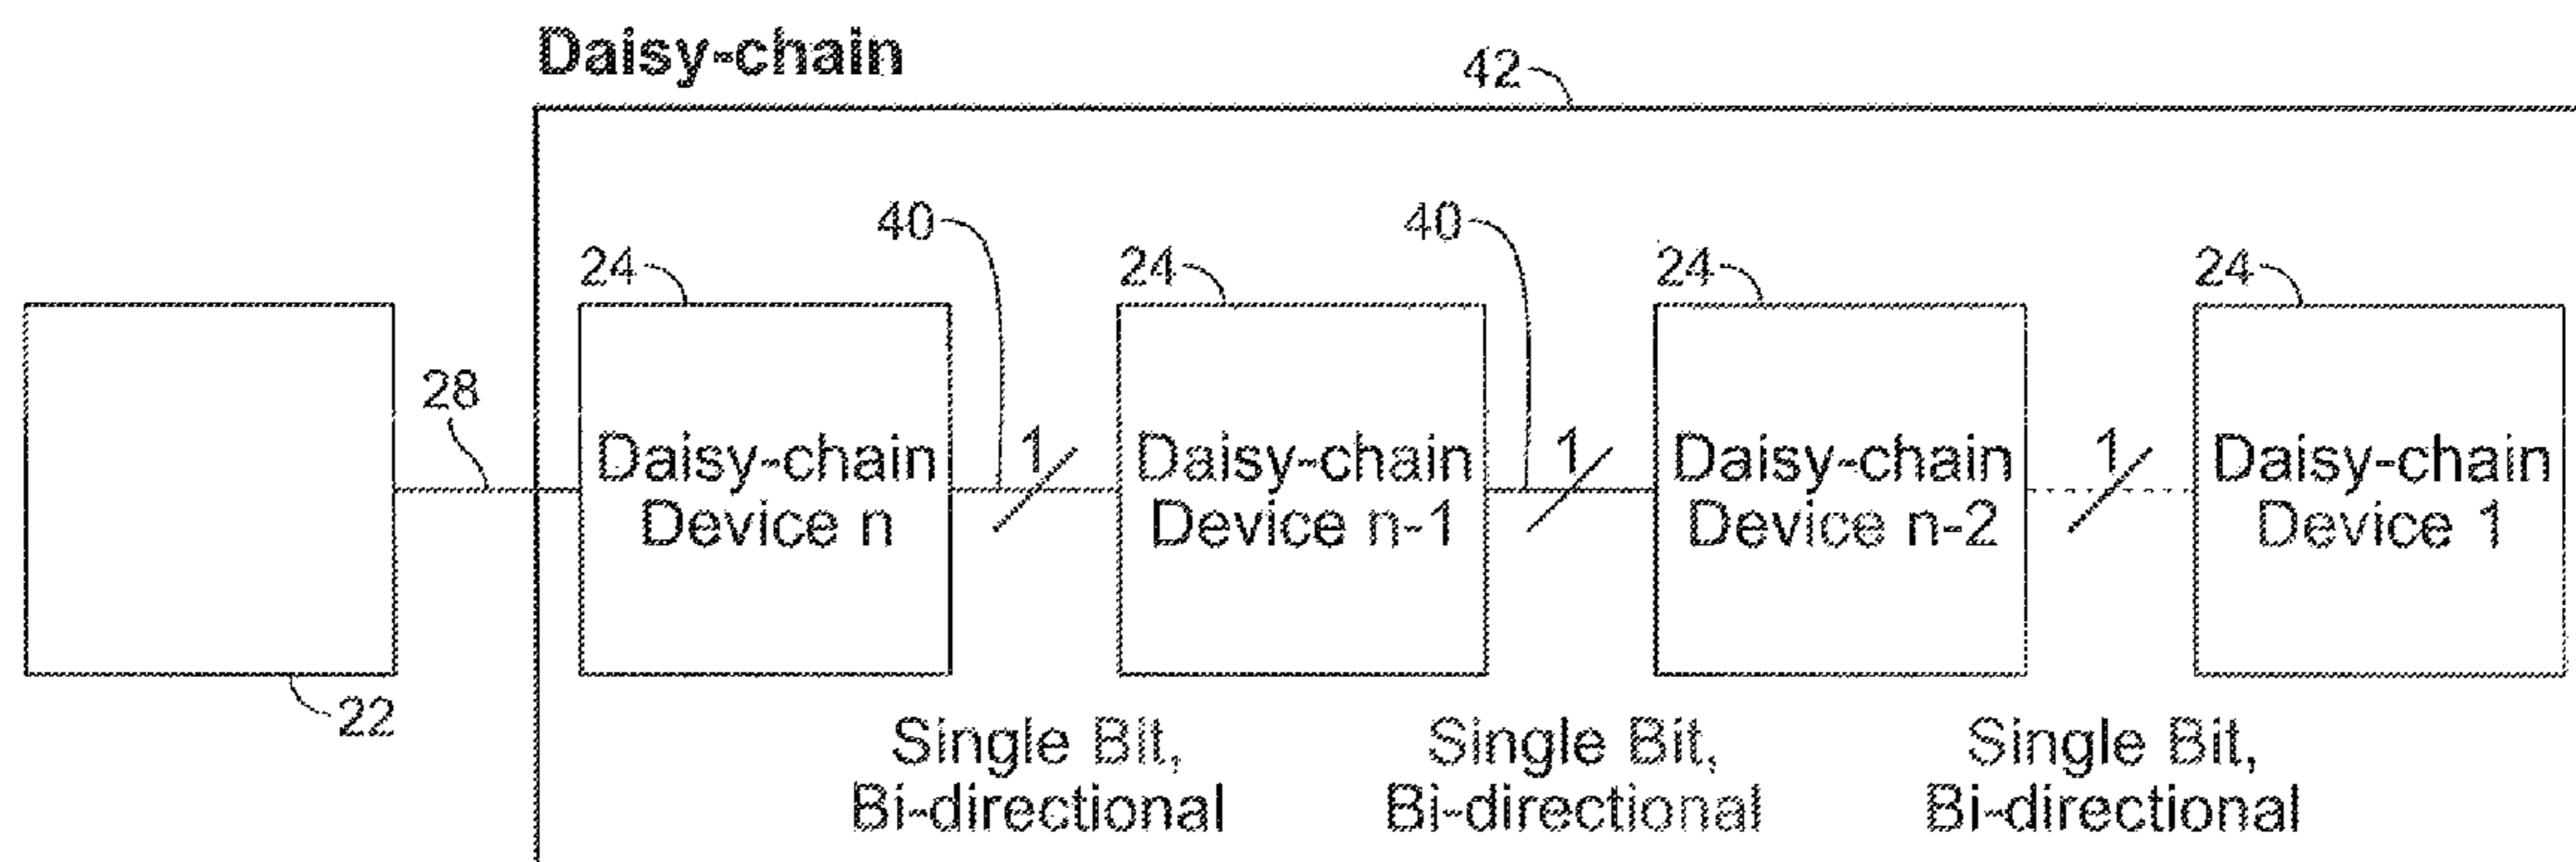 Daisy-chain
42
40
40
24
24
24
24
28
1
1
1
Daisy-chain
Device n
Daisy-chain
Device n-1
Daisy-chain
Device n-2
Daisy-chain
Device 1
22
Single Bit,
Bi-directional
Single Bit,
Bi-directional
Single Bit,
Bi-directional